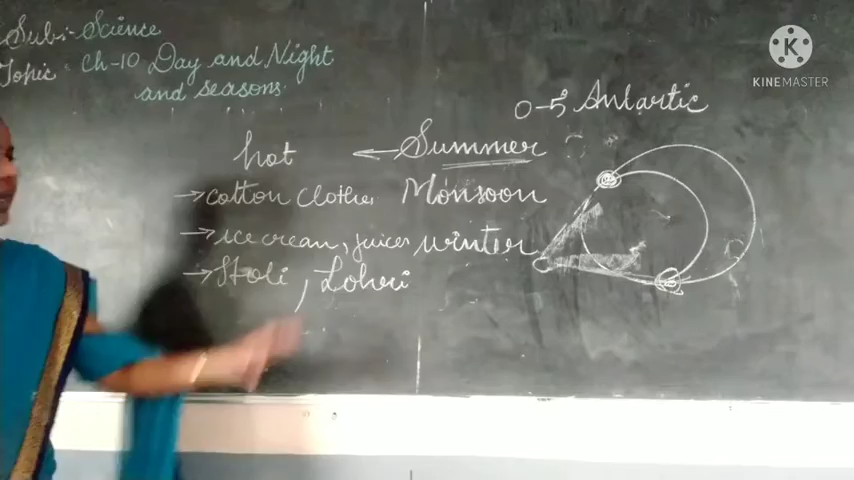 Sub:-Science
Topic : Ch-10 Day and Night
and seasons.
0-5 Antartic
hot ← Summer
→ cotton clothes Monsoon
→ ice cream, juices winter
→ Holi, Lohri
K
KINEMASTER